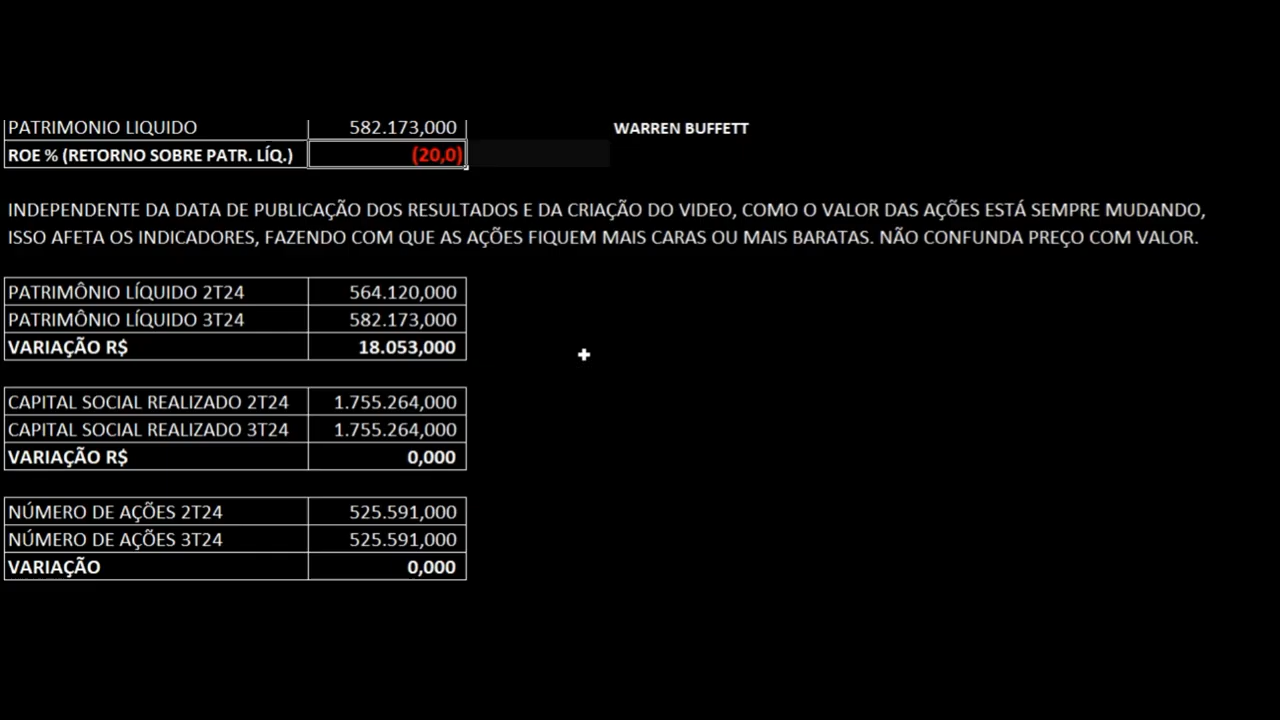 PATRIMONIO LIQUIDO 582.173,000 WARREN BUFFETT
ROE % (RETORNO SOBRE PATR. LÍQ.) (20,0)
INDEPENDENTE DA DATA DE PUBLICAÇÃO DOS RESULTADOS E DA CRIAÇÃO DO VIDEO, COMO O VALOR DAS AÇÕES ESTÁ SEMPRE MUDANDO,
ISSO AFETA OS INDICADORES, FAZENDO COM QUE AS AÇÕES FIQUEM MAIS CARAS OU MAIS BARATAS. NÃO CONFUNDA PREÇO COM VALOR.
PATRIMÔNIO LÍQUIDO 2T24 564.120,000
PATRIMÔNIO LÍQUIDO 3T24 582.173,000
VARIAÇÃO R$ 18.053,000
CAPITAL SOCIAL REALIZADO 2T24 1.755.264,000
CAPITAL SOCIAL REALIZADO 3T24 1.755.264,000
VARIAÇÃO R$ 0,000
NÚMERO DE AÇÕES 2T24 525.591,000
NÚMERO DE AÇÕES 3T24 525.591,000
VARIAÇÃO 0,000